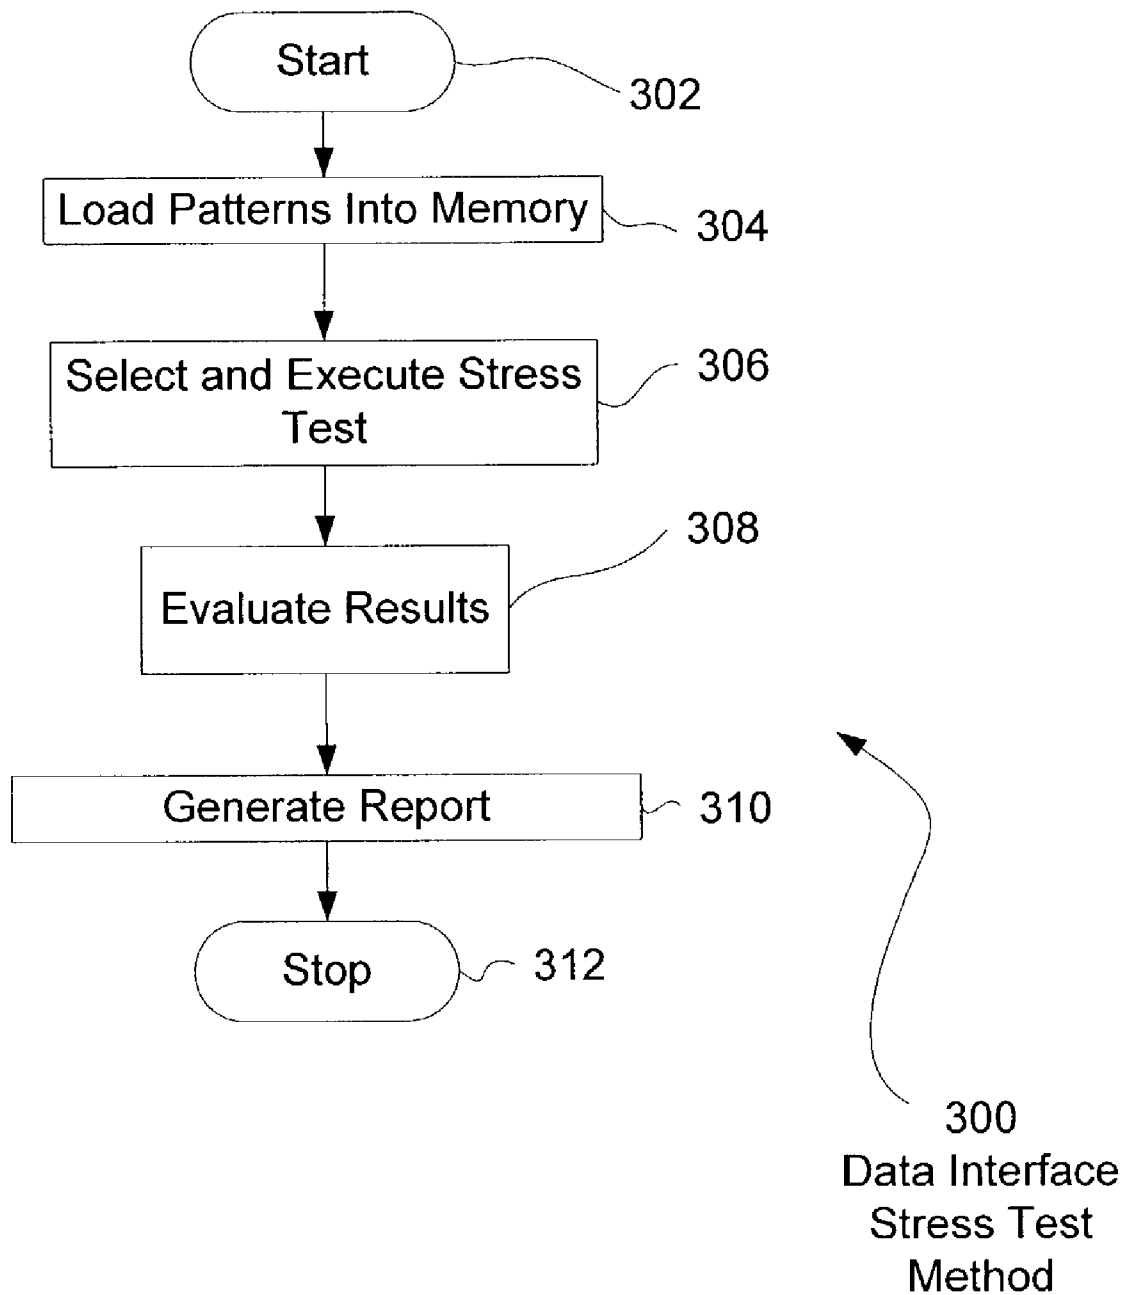 Start
302
Load Patterns Into Memory
304
Select and Execute Stress
Test
306
Evaluate Results
308
Generate Report
310
Stop
312
300
Data Interface
Stress Test
Method